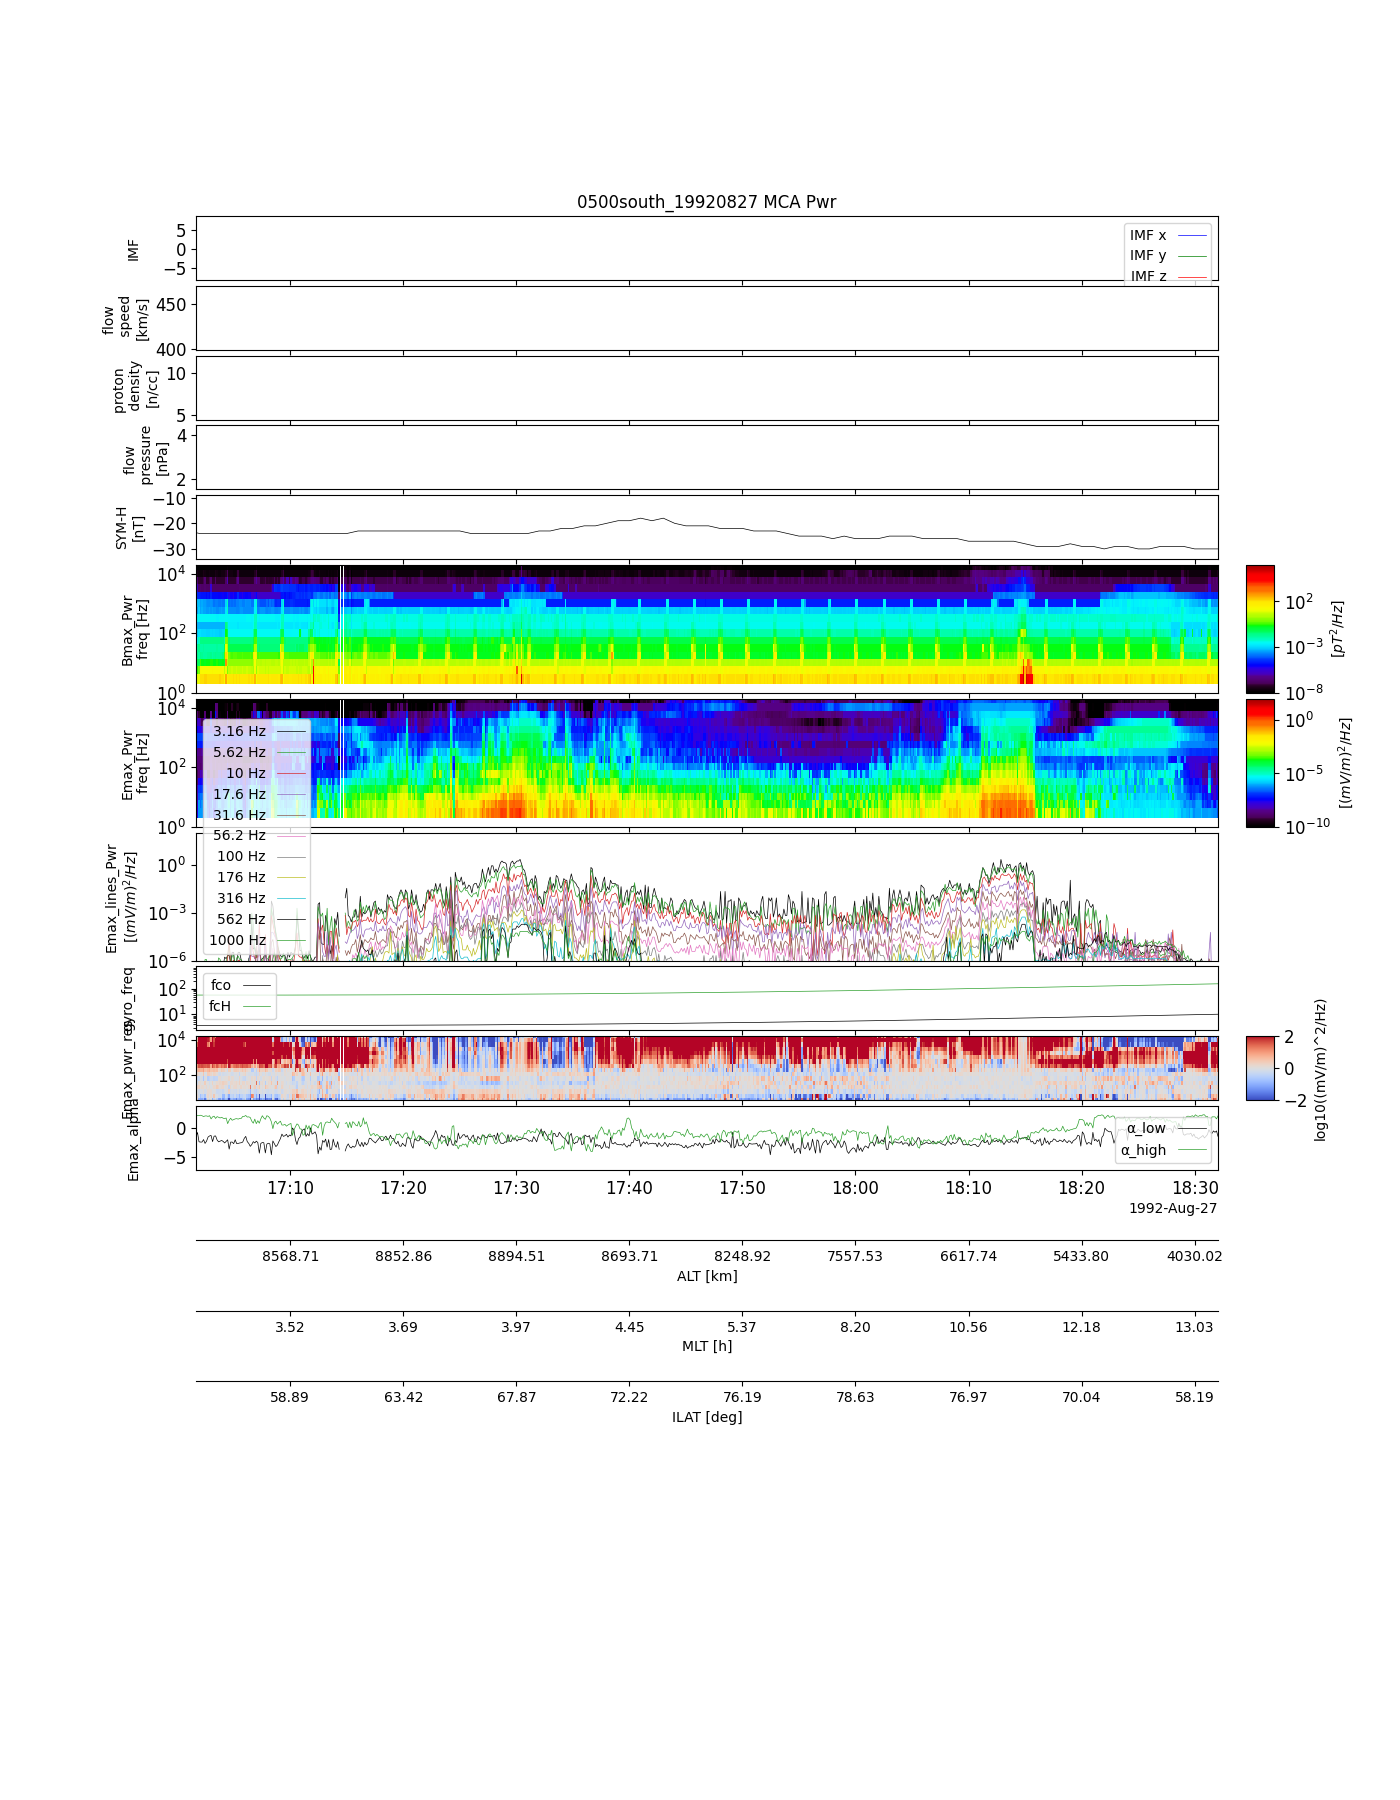 0500south_19920827 MCA Pwr
IMF
5
0
−5
IMF x
IMF y
IMF z
flow
speed
[km/s]
450
400
proton
density
[n/cc]
10
5
flow
pressure
[nPa]
4
2
SYM-H
[nT]
−10
−20
−30
Bmax_Pwr
freq [Hz]
10^4
10^2
10^0
10^2
10^−3
10^−8
[pT^2/Hz]
Emax_Pwr
freq [Hz]
10^4
10^2
10^0
10^0
10^−5
10^−10
[(mV/m)^2/Hz]
3.16 Hz
5.62 Hz
10 Hz
17.6 Hz
31.6 Hz
56.2 Hz
100 Hz
176 Hz
316 Hz
562 Hz
1000 Hz
Emax_lines_Pwr
[(mV/m)^2/Hz]
10^0
10^−3
10^−6
gyro_freq
10^2
10^1
fco
fcH
Emax_pwr_reg
10^4
10^2
2
0
−2
log10((mV/m)^2/Hz)
Emax_alpha
0
−5
α_low
α_high
17:10 17:20 17:30 17:40 17:50 18:00 18:10 18:20 18:30
1992-Aug-27
8568.71 8852.86 8894.51 8693.71 8248.92 7557.53 6617.74 5433.80 4030.02
ALT [km]
3.52 3.69 3.97 4.45 5.37 8.20 10.56 12.18 13.03
MLT [h]
58.89 63.42 67.87 72.22 76.19 78.63 76.97 70.04 58.19
ILAT [deg]